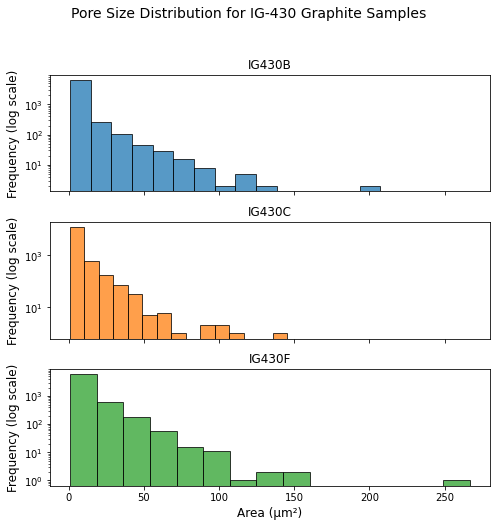 Pore Size Distribution for IG-430 Graphite Samples
IG430B
Frequency (log scale)
10³
10²
10¹
IG430C
Frequency (log scale)
10³
10¹
IG430F
Frequency (log scale)
10³
10²
10¹
10⁰
0 50 100 150 200 250
Area (μm²)